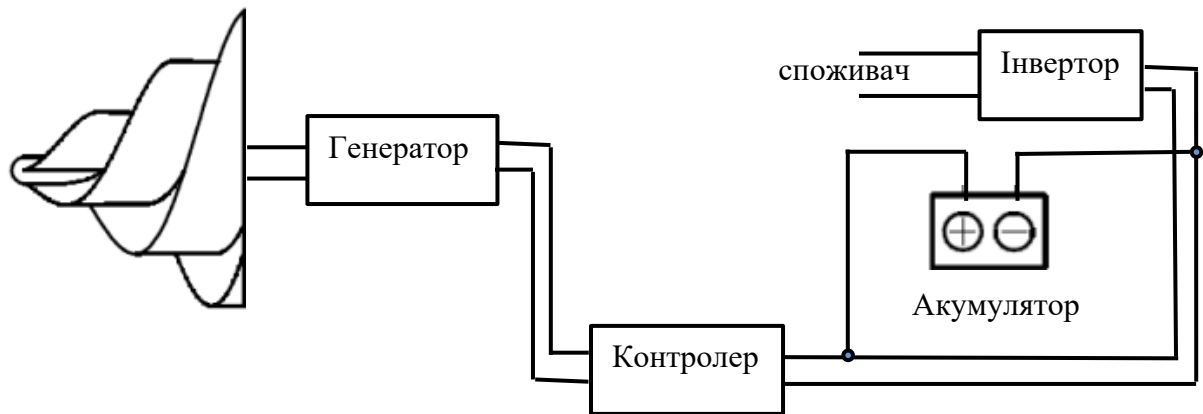 споживач
Інвертор
Генератор
Акумулятор
Контролер